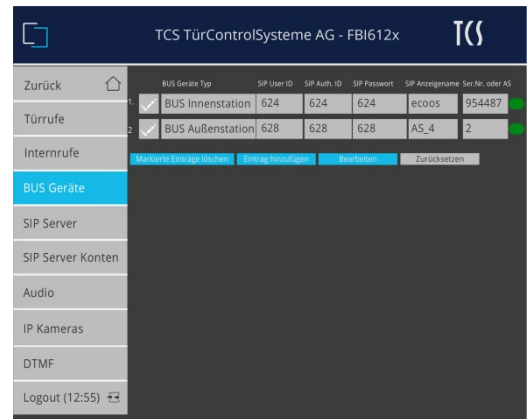 TCS TürControlSysteme AG - FBI612x
TCS
Zurück
Türrufe
Internrufe
BUS Geräte
SIP Server
SIP Server Konten
Audio
IP Kameras
DTMF
Logout (12:55)
BUS Geräte Typ SIP User ID SIP Auth. ID SIP Passwort SIP Anzeigename Ser.Nr. oder AS
1. BUS Innenstation 624 624 624 ecoos 954487
2 BUS Außenstation 628 628 628 AS_4 2
Markierte Einträge löschen Eintrag hinzufügen Bearbeiten Zurücksetzen